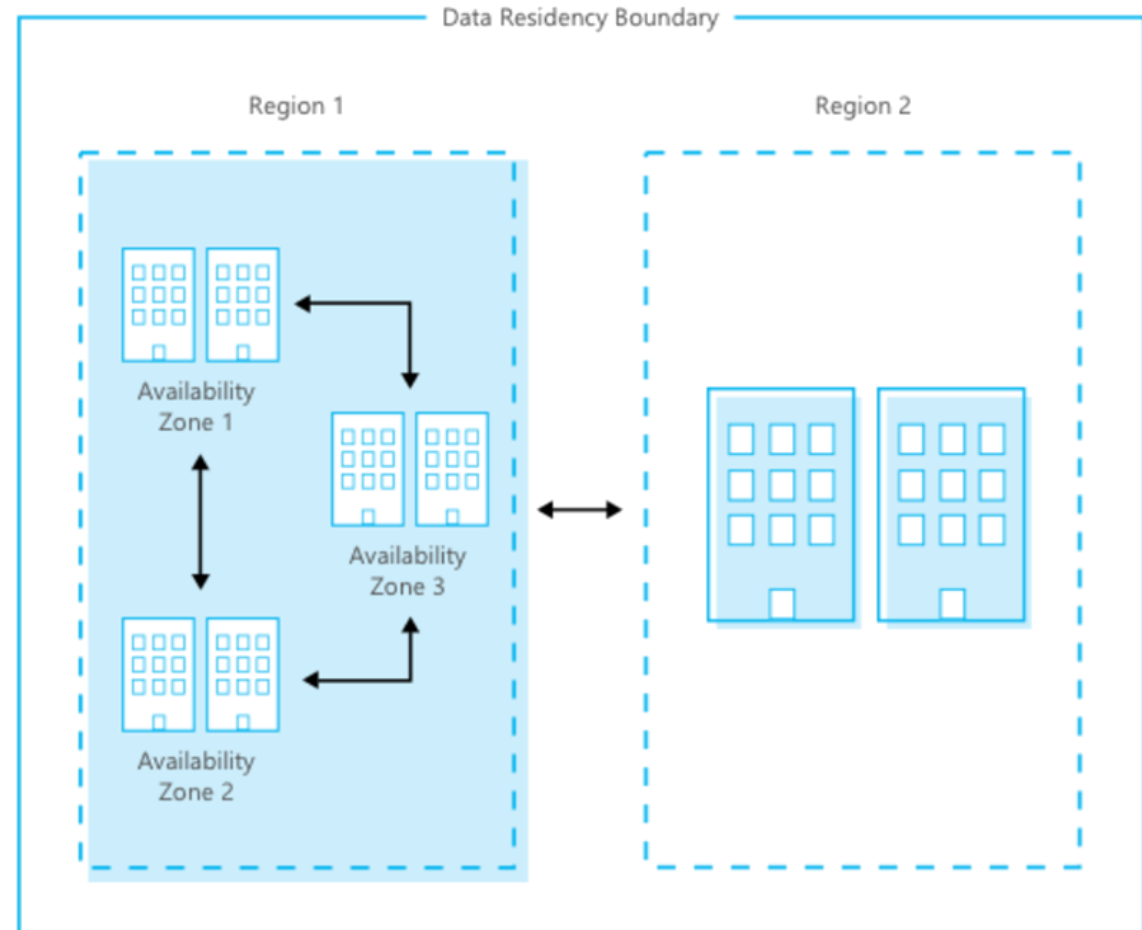 Data Residency Boundary
Region 1
Region 2
Availability
Zone 1
Availability
Zone 3
Availability
Zone 2